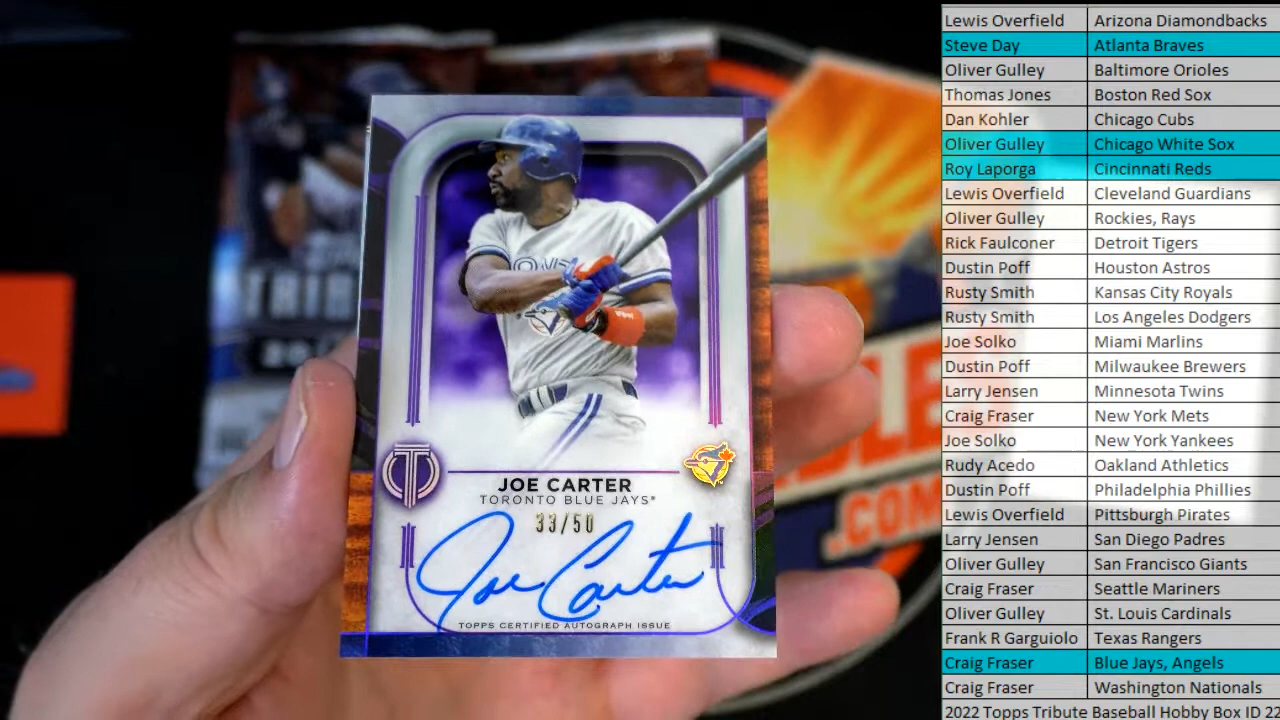 JOE CARTER
TORONTO BLUE JAYS
33/50
Joe Carter
TOPPS CERTIFIED AUTOGRAPH ISSUE
.COM
Lewis Overfield Arizona Diamondbacks
Steve Day Atlanta Braves
Oliver Gulley Baltimore Orioles
Thomas Jones Boston Red Sox
Dan Kohler Chicago Cubs
Oliver Gulley Chicago White Sox
Roy Laporga Cincinnati Reds
Lewis Overfield Cleveland Guardians
Oliver Gulley Rockies, Rays
Rick Faulconer Detroit Tigers
Dustin Poff Houston Astros
Rusty Smith Kansas City Royals
Rusty Smith Los Angeles Dodgers
Joe Solko Miami Marlins
Dustin Poff Milwaukee Brewers
Larry Jensen Minnesota Twins
Craig Fraser New York Mets
Joe Solko New York Yankees
Rudy Acedo Oakland Athletics
Dustin Poff Philadelphia Phillies
Lewis Overfield Pittsburgh Pirates
Larry Jensen San Diego Padres
Oliver Gulley San Francisco Giants
Craig Fraser Seattle Mariners
Oliver Gulley St. Louis Cardinals
Frank R Garguiolo Texas Rangers
Craig Fraser Blue Jays, Angels
Craig Fraser Washington Nationals
2022 Topps Tribute Baseball Hobby Box ID 22